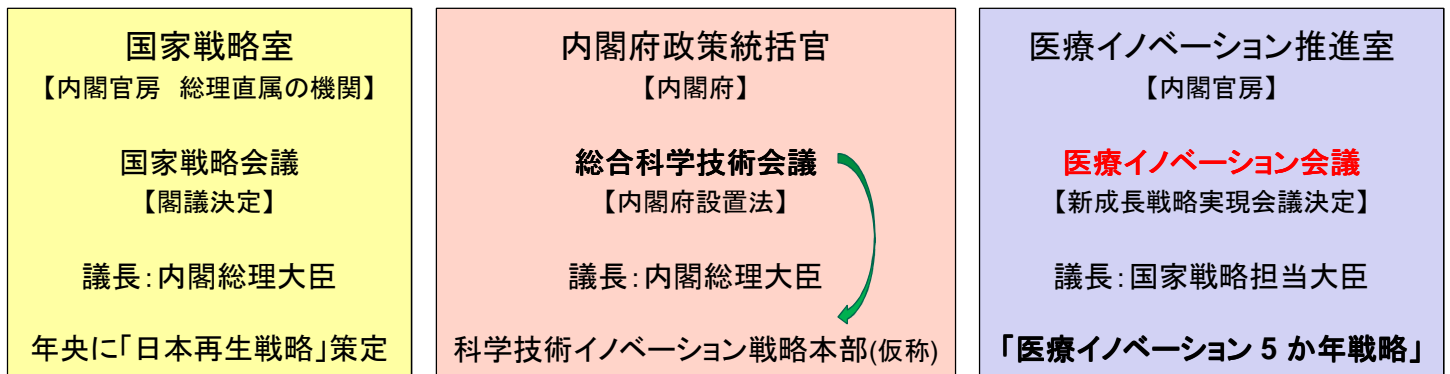 国家戦略室
【内閣官房 総理直属の機関】
国家戦略会議
【閣議決定】
議長:内閣総理大臣
年央に「日本再生戦略」策定
内閣府政策統括官
【内閣府】
総合科学技術会議
【内閣府設置法】
議長:内閣総理大臣
科学技術イノベーション戦略本部(仮称)
医療イノベーション推進室
【内閣官房】
医療イノベーション会議
【新成長戦略実現会議決定】
議長:国家戦略担当大臣
「医療イノベーション 5 か年戦略」